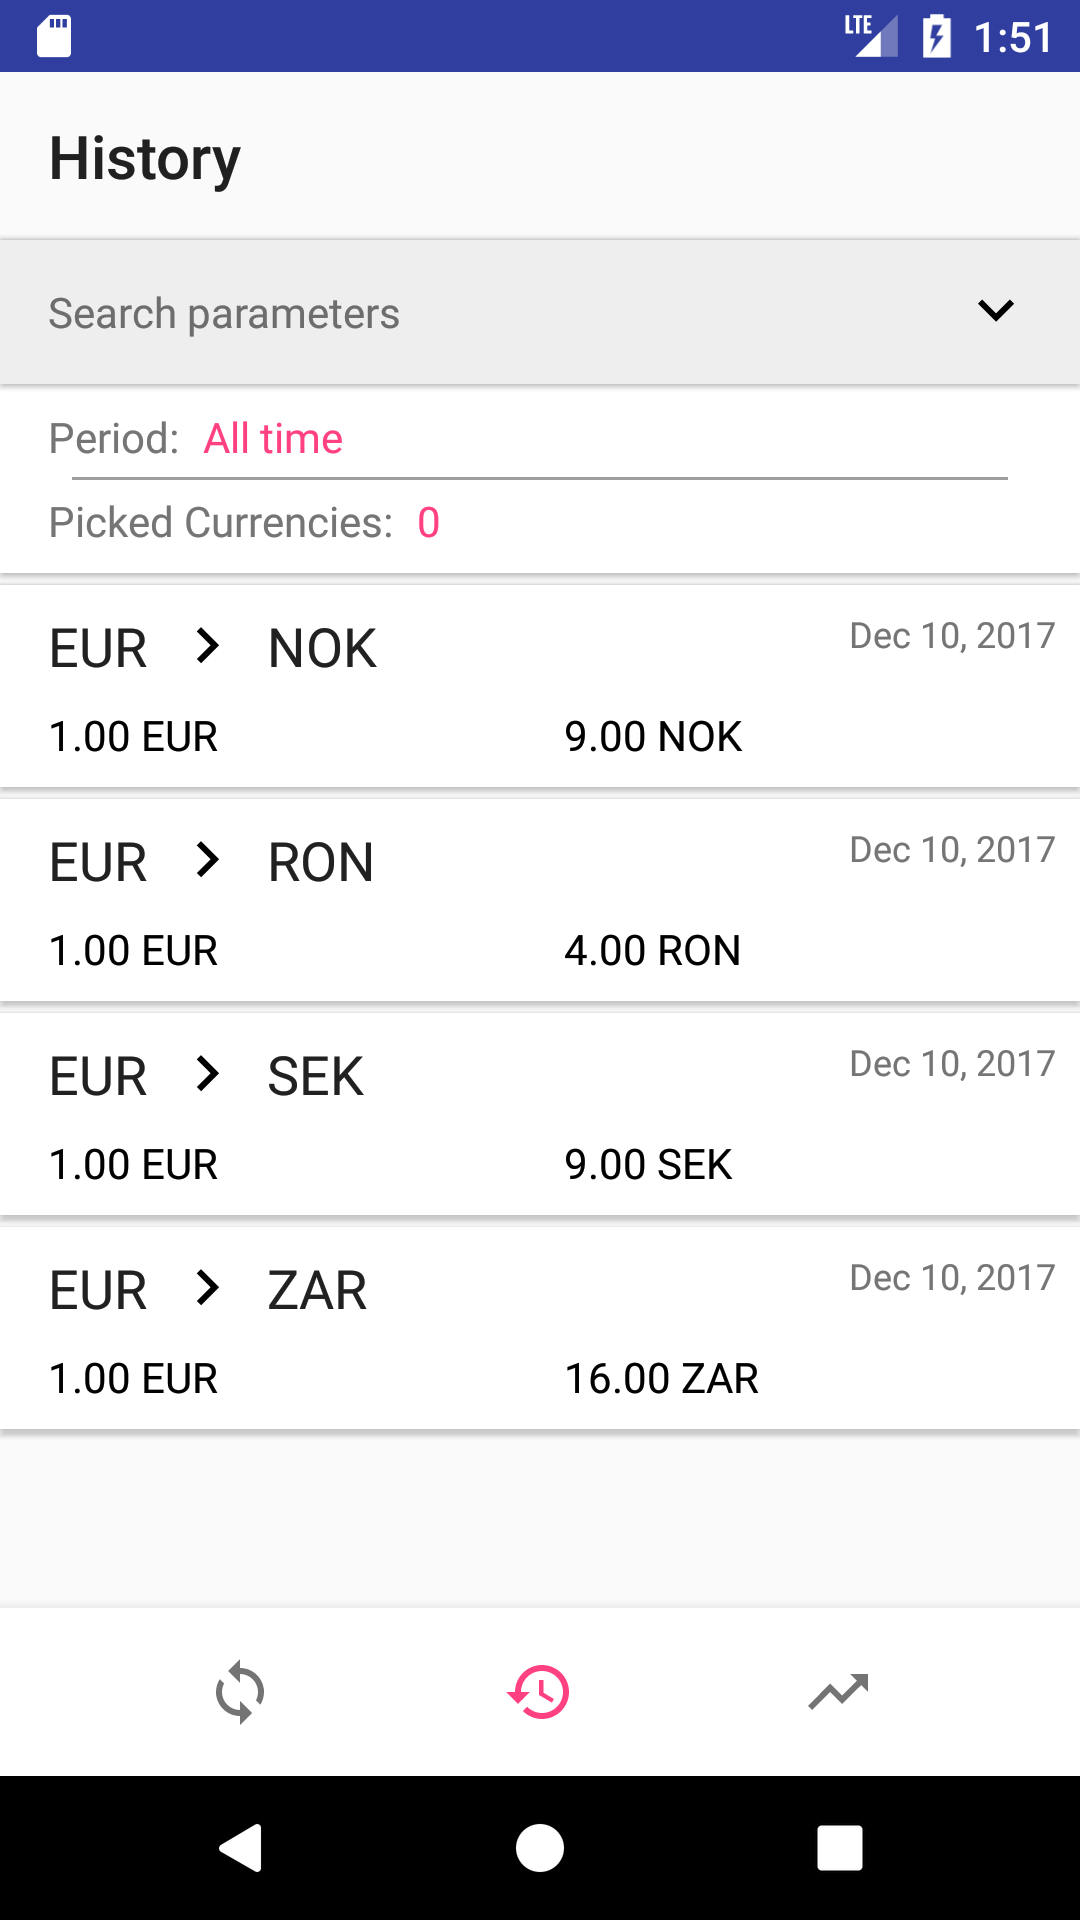 LTE 1:51
History
Search parameters
Period: All time
Picked Currencies: 0
EUR NOK Dec 10, 2017
1.00 EUR 9.00 NOK
EUR RON Dec 10, 2017
1.00 EUR 4.00 RON
EUR SEK Dec 10, 2017
1.00 EUR 9.00 SEK
EUR ZAR Dec 10, 2017
1.00 EUR 16.00 ZAR